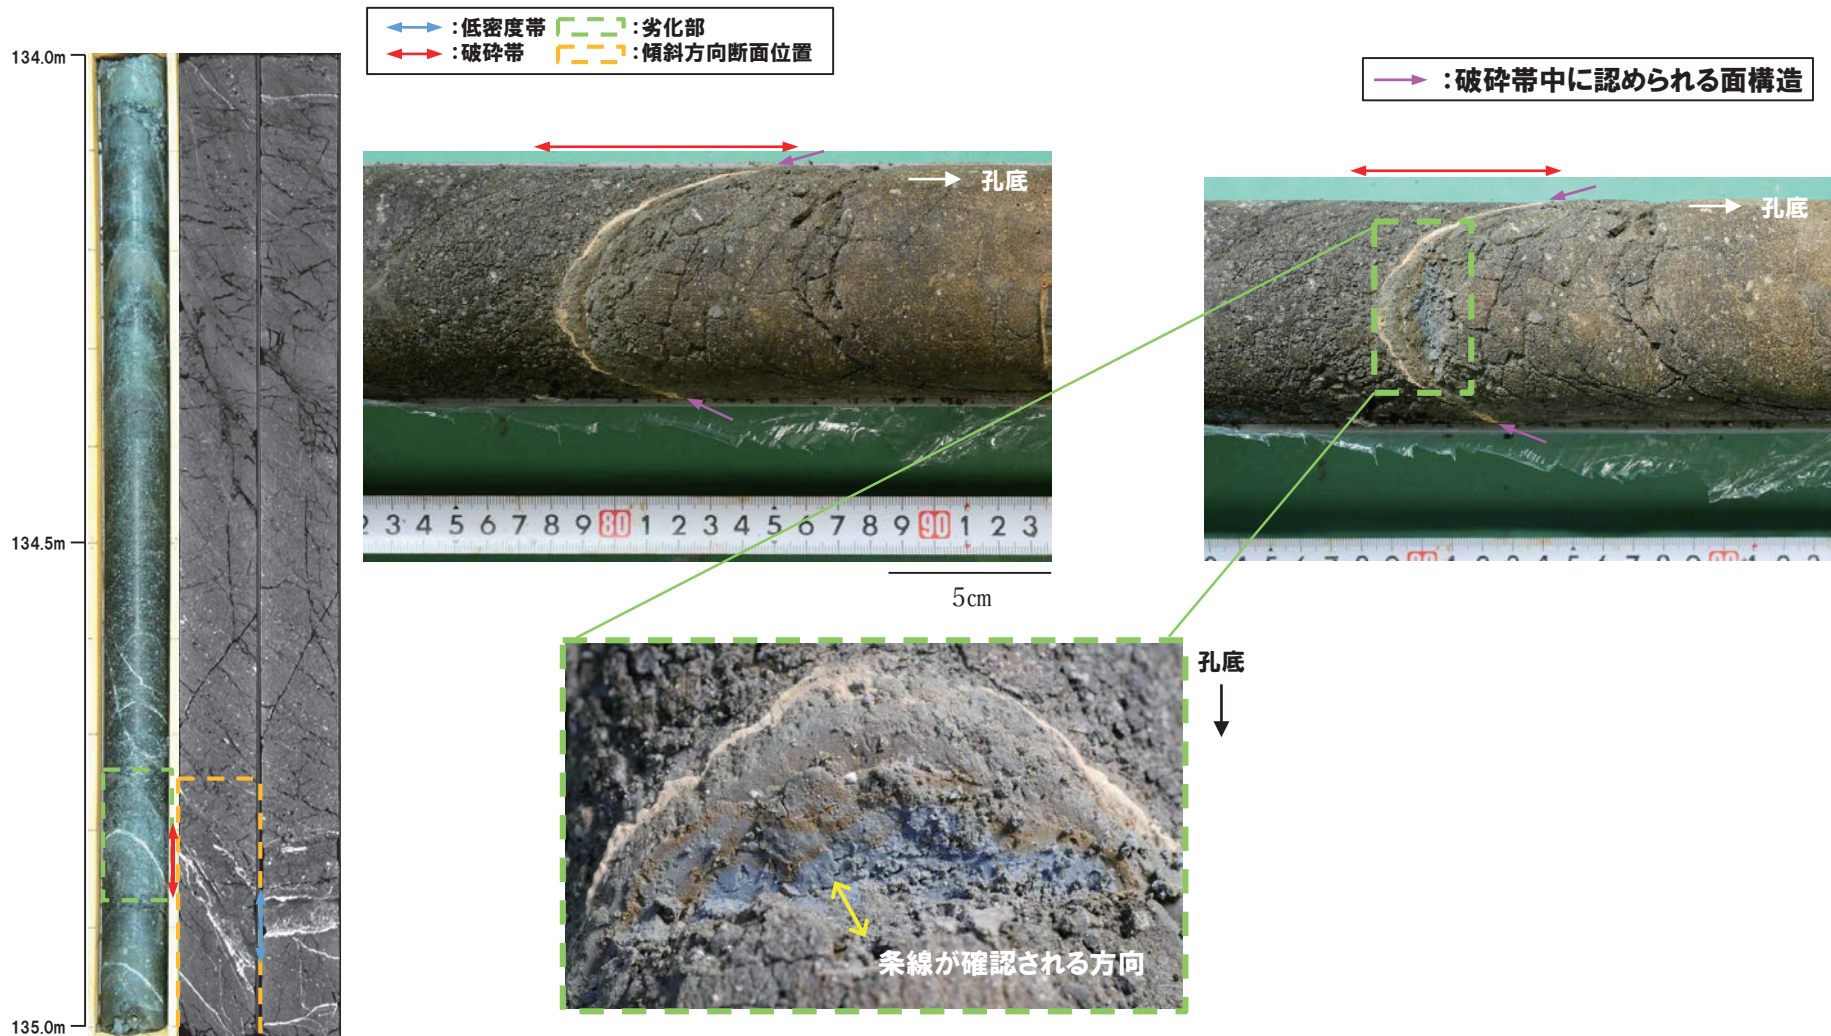 :低密度帯
:劣化部
:破砕帯
:傾斜方向断面位置
:破砕帯中に認められる面構造
134.0m
134.5m
135.0m
孔底
孔底
2 3 4 5 6 7 8 9 80 1 2 3 4 5 6 7 8 9 90 1 2 3
5cm
孔底
条線が確認される方向